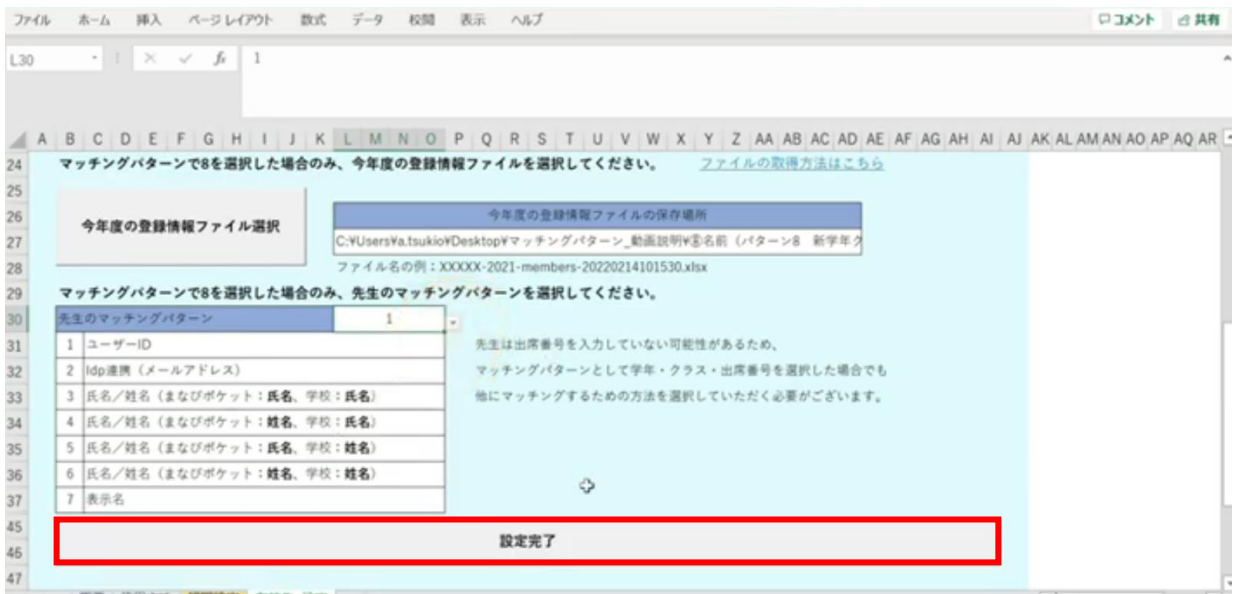 ファイル ホーム 挿入 ページ レイアウト 数式 データ 校閲 表示 ヘルプ コメント 共有
L30 fx 1
A B C D E F G H I J K L M N O P Q R S T U V W X Y Z AA AB AC AD AE AF AG AH AI AJ AK AL AM AN AO AP AQ AR
24 マッチングパターンで8を選択した場合のみ、今年度の登録情報ファイルを選択してください。 ファイルの取得方法はこちら
25
26 今年度の登録情報ファイルの保存場所
今年度の登録情報ファイル選択
27 C:¥Users¥a.tsukio¥Desktop¥マッチングパターン_動画説明¥⑧名前（パターン8 新学年ク
28 ファイル名の例：XXXXX-2021-members-20220214101530.xlsx
29 マッチングパターンで8を選択した場合のみ、先生のマッチングパターンを選択してください。
30 先生のマッチングパターン 1
31 1 ユーザーID 先生は出席番号を入力していない可能性があるため、
32 2 Idp連携（メールアドレス） マッチングパターンとして学年・クラス・出席番号を選択した場合でも
33 3 氏名／姓名（まなびポケット：氏名、学校：氏名） 他にマッチングするための方法を選択していただく必要がございます。
34 4 氏名／姓名（まなびポケット：姓名、学校：氏名）
35 5 氏名／姓名（まなびポケット：氏名、学校：姓名）
36 6 氏名／姓名（まなびポケット：姓名、学校：姓名）
37 7 表示名
45
設定完了
46
47